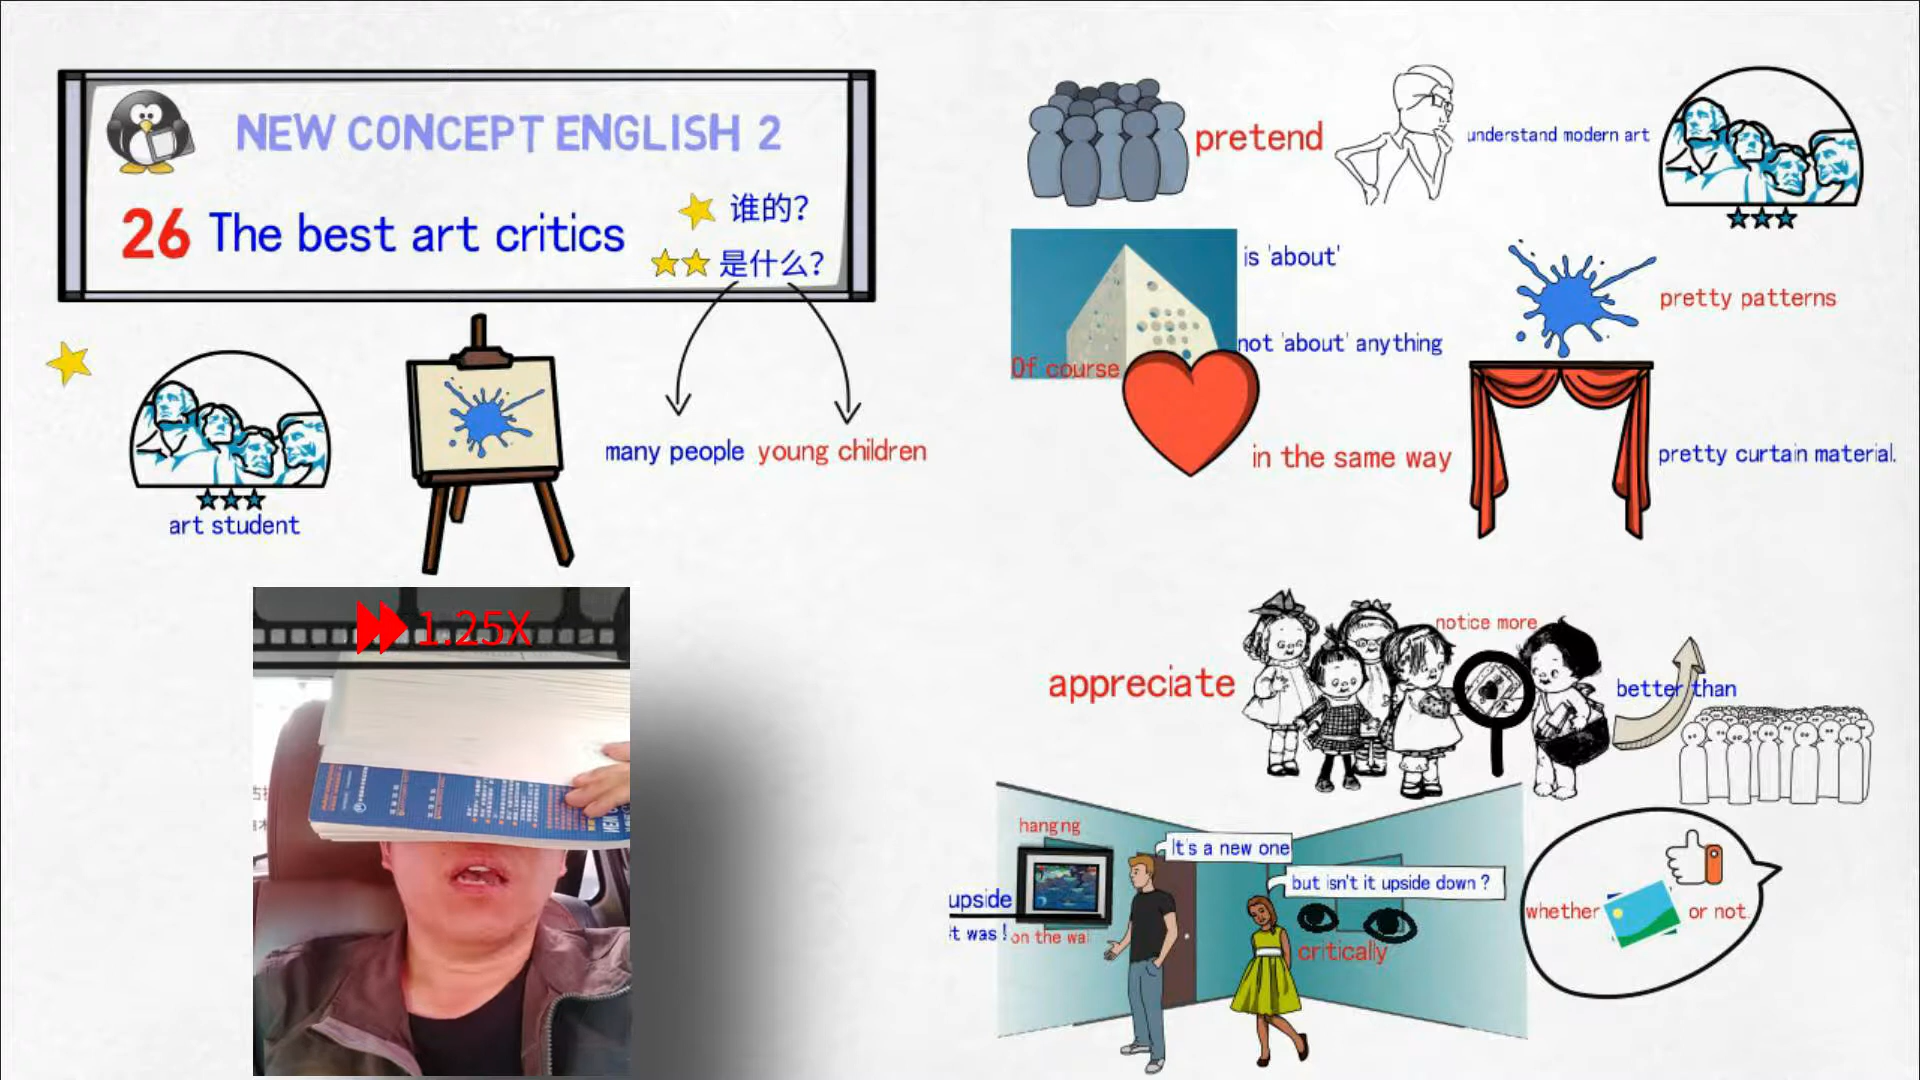 NEW CONCEPT ENGLISH 2
26 The best art critics
谁的?
是什么?
many people young children
art student
1.25X
pretend
understand modern art
is 'about'
pretty patterns
not 'about' anything
Of course
in the same way
pretty curtain material.
notice more
appreciate
better than
hangng
It's a new one
but isn't it upside down ?
upside
it was !
on the wal
critically
whether or not.